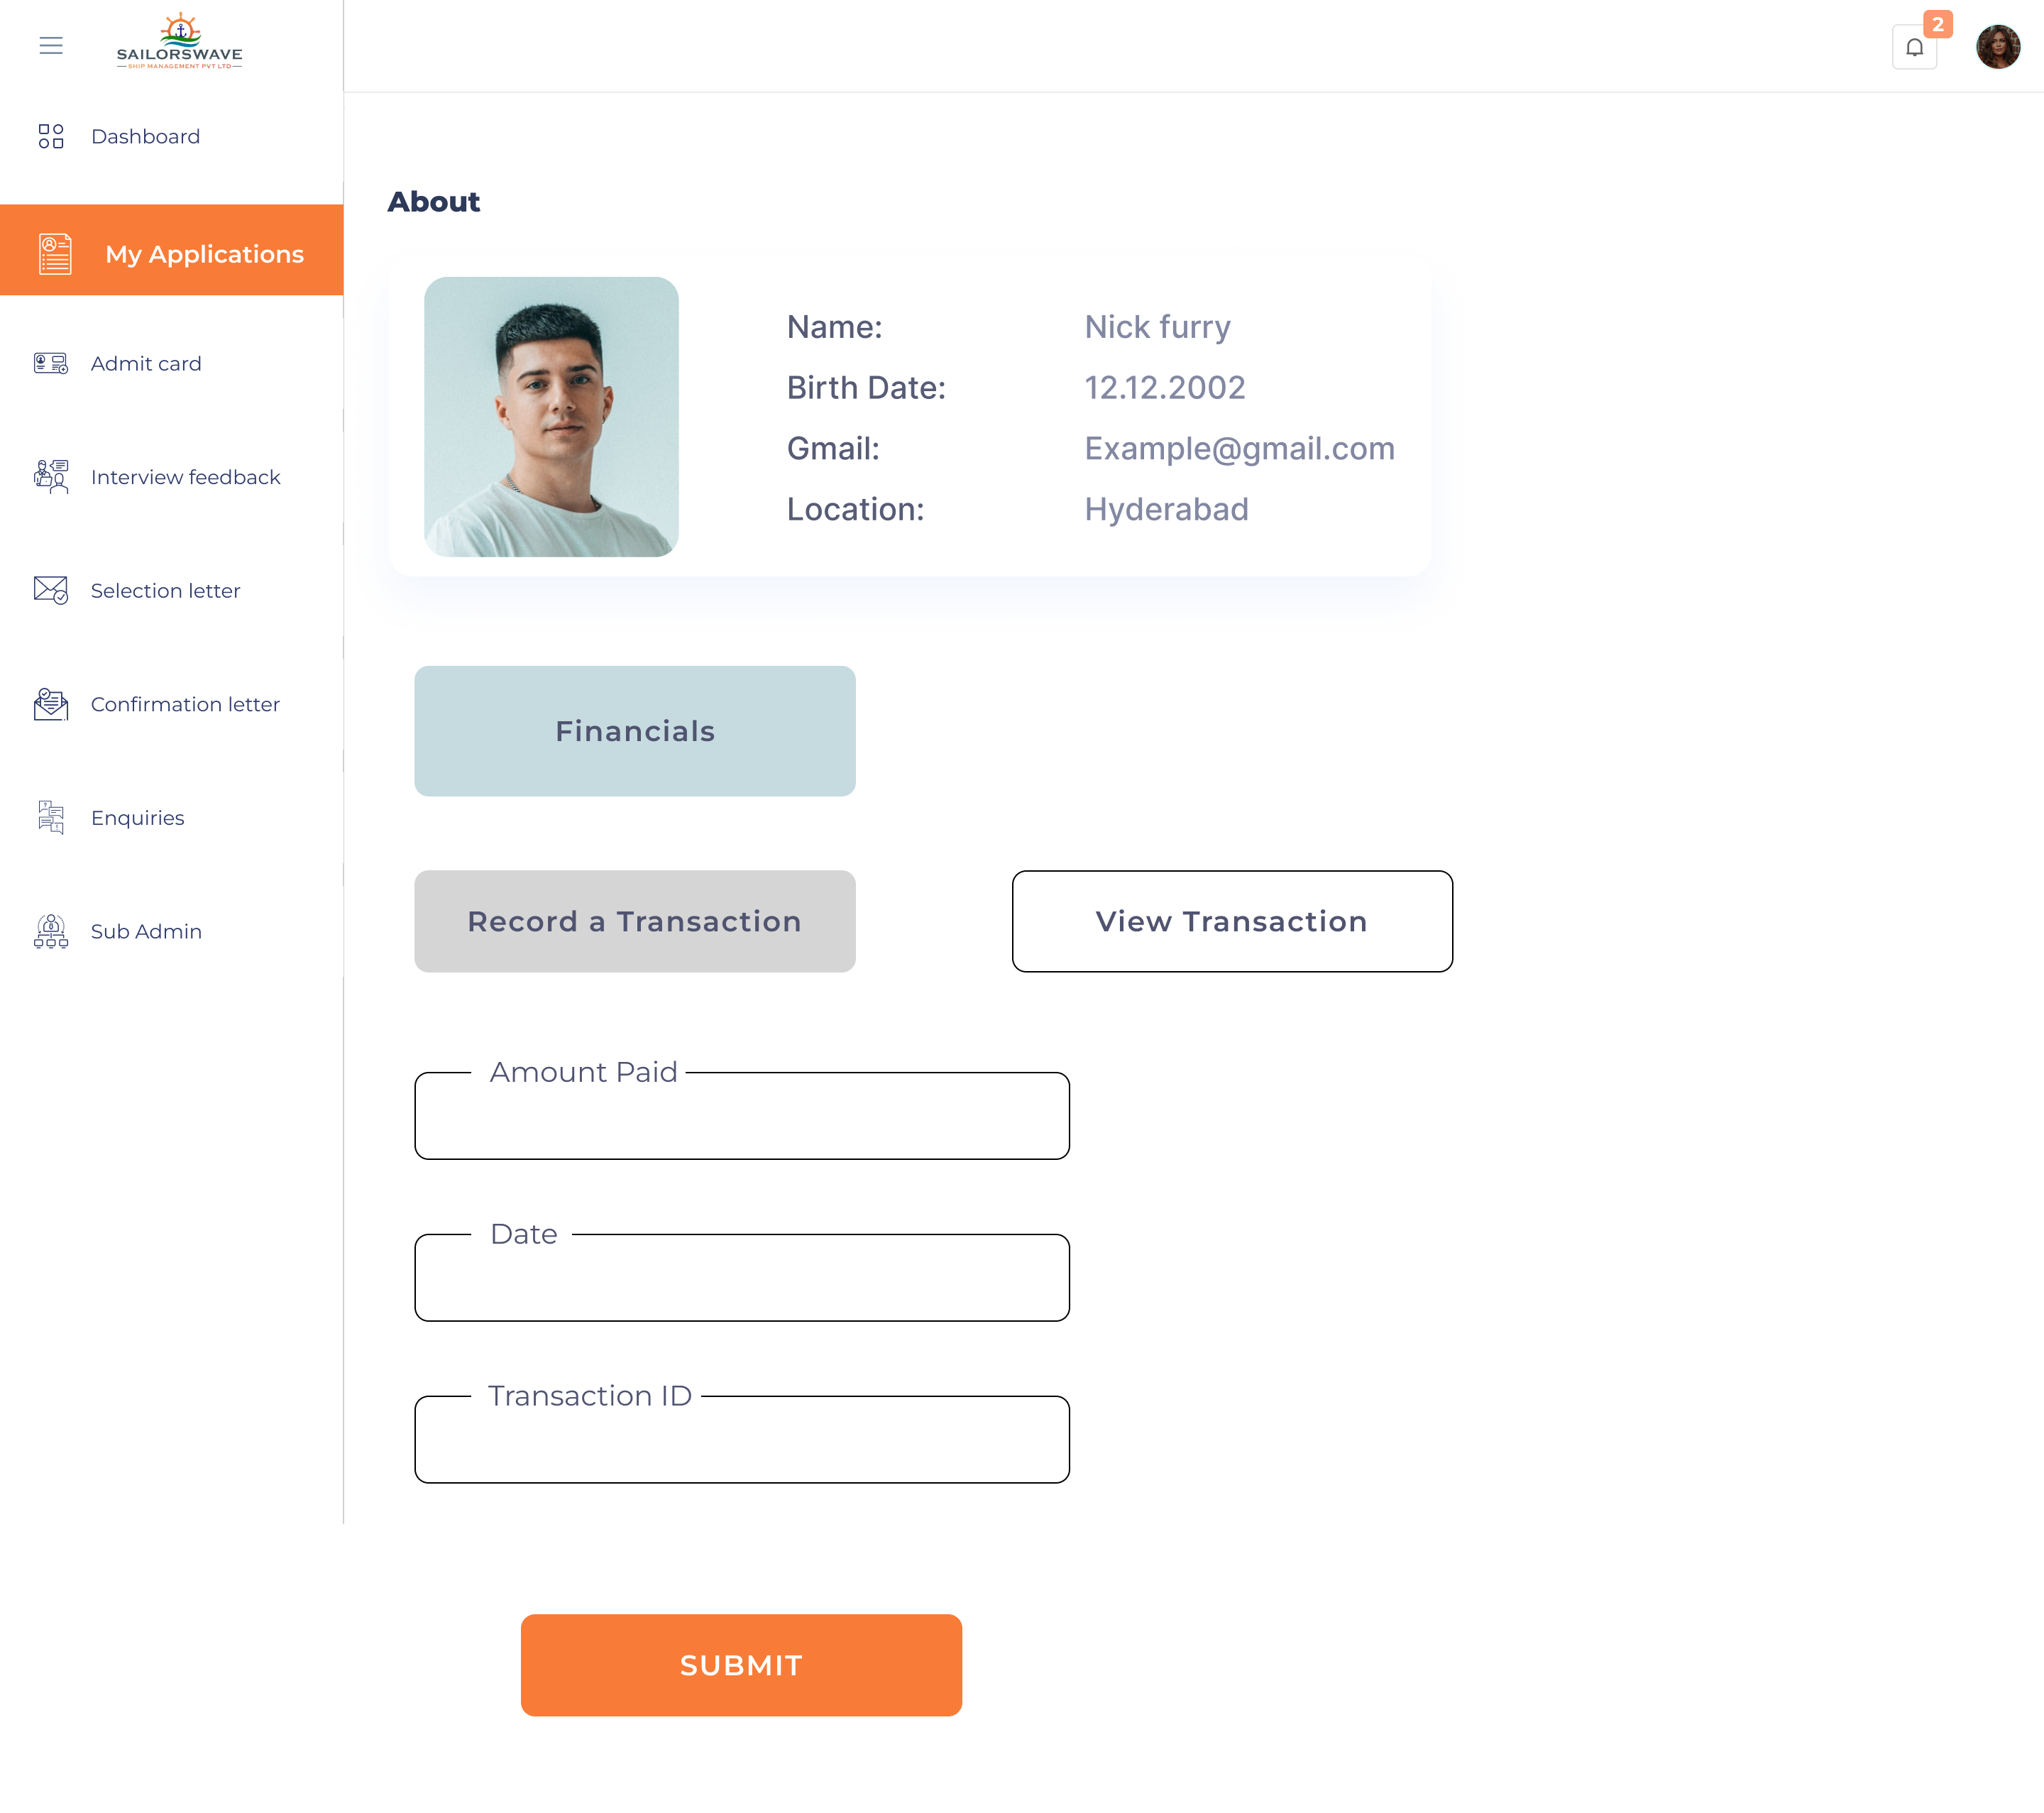 SAILORSWAVE
SHIP MANAGEMENT PVT LTD
2
Dashboard
My Applications
Admit card
Interview feedback
Selection letter
Confirmation letter
Enquiries
Sub Admin
About
Name: Nick furry
Birth Date: 12.12.2002
Gmail: Example@gmail.com
Location: Hyderabad
Financials
Record a Transaction
View Transaction
Amount Paid
Date
Transaction ID
SUBMIT